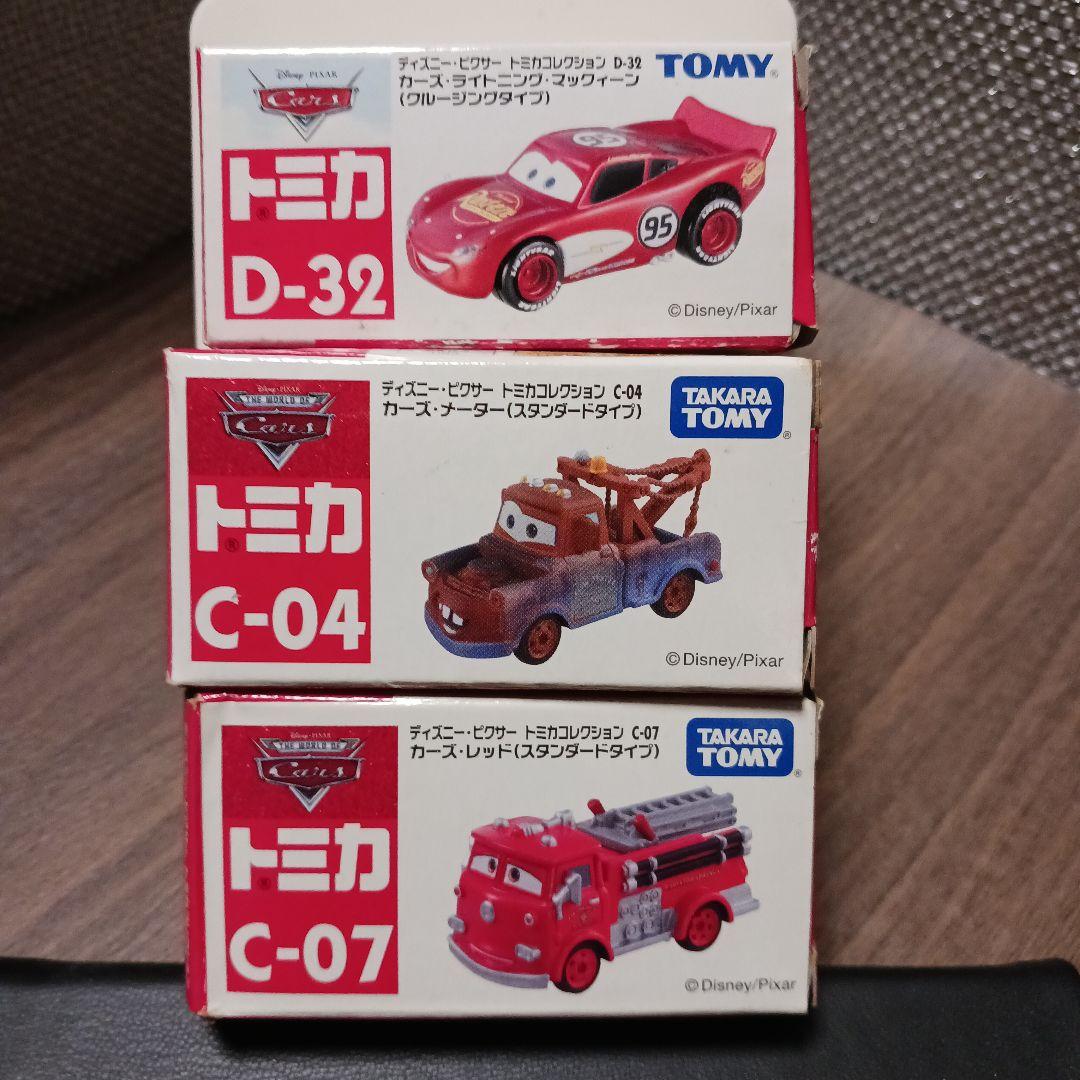 Disney PIXAR
Cars
ディズニー・ピクサー トミカコレクション D-32
カーズ・ライトニング・マックィーン
(クルージングタイプ)
TOMY®
トミカ®
D-32
95
95
LIGHTYEAR
LIGHTYEAR
©Disney/Pixar
Disney・PIXAR
THE WORLD OF
Cars
ディズニー・ピクサー トミカコレクション C-04
カーズ・メーター(スタンダードタイプ)
TAKARA
TOMY®
トミカ®
C-04
©Disney/Pixar
Disney・PIXAR
THE WORLD OF
Cars
ディズニー・ピクサー トミカコレクション C-07
カーズ・レッド(スタンダードタイプ)
TAKARA
TOMY®
トミカ®
C-07
©Disney/Pixar